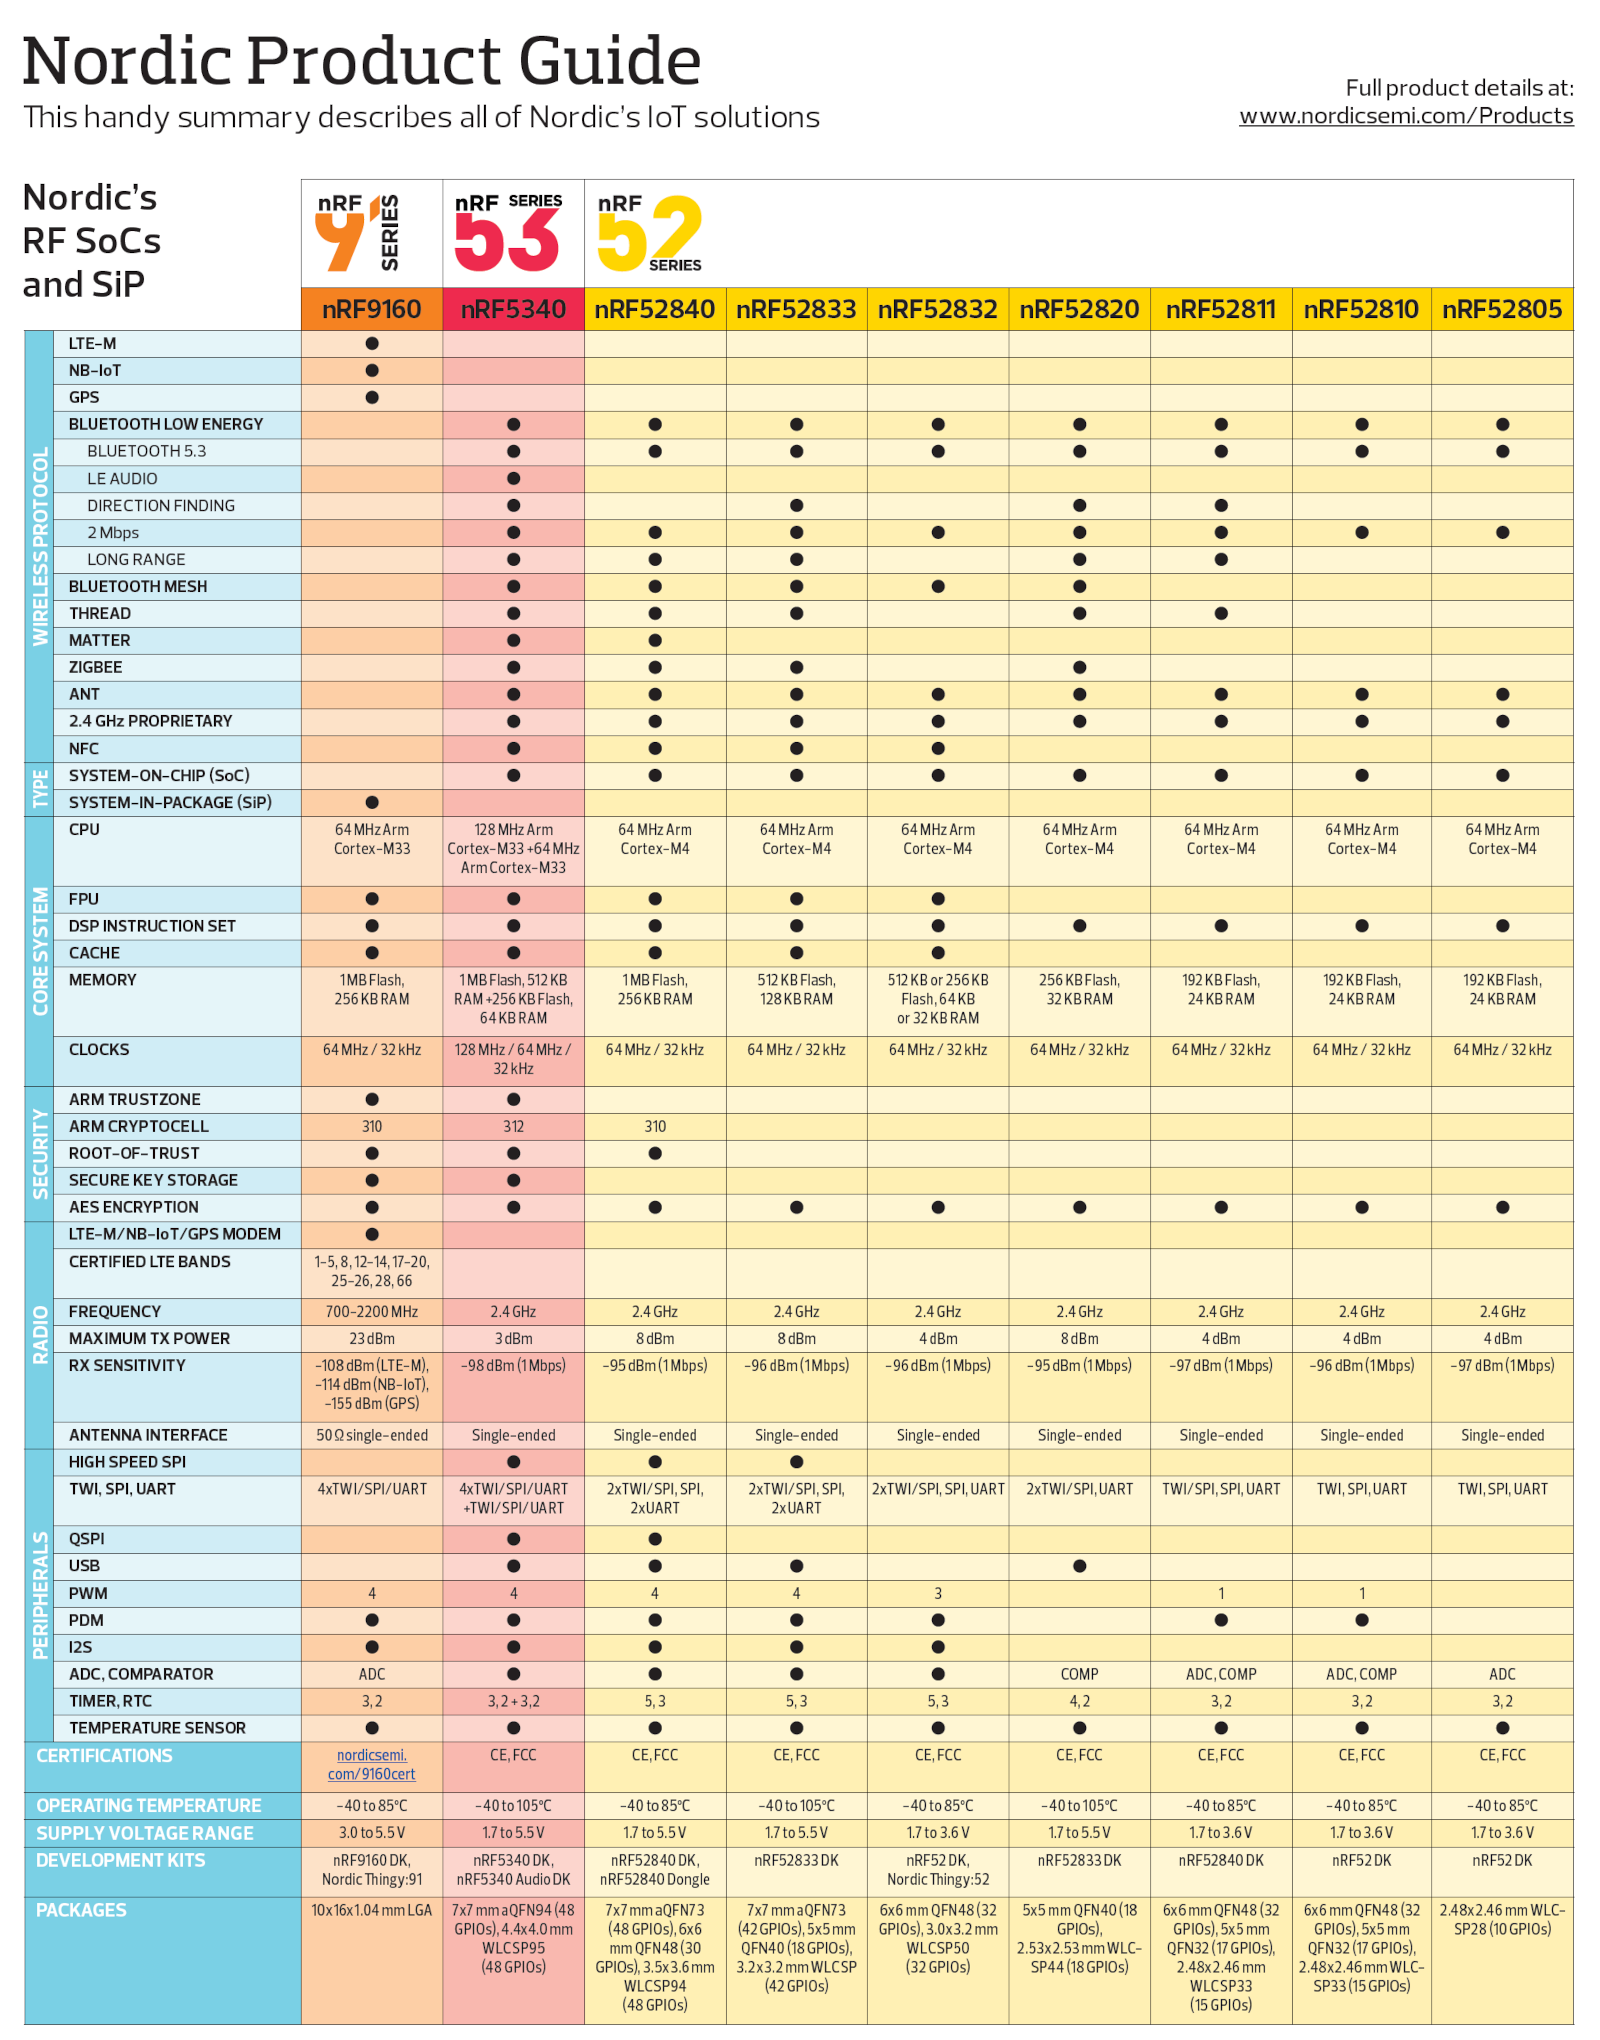 Nordic Product Guide
This handy summary describes all of Nordic's IoT solutions
Full product details at:
www.nordicsemi.com/Products
Nordic's
RF SoCs
and SiP
nRF 91 SERIES
nRF 53 SERIES
nRF 52 SERIES
nRF9160 nRF5340 nRF52840 nRF52833 nRF52832 nRF52820 nRF52811 nRF52810 nRF52805
WIRELESS PROTOCOL
LTE-M ●
NB-IoT ●
GPS ●
BLUETOOTH LOW ENERGY ● ● ● ● ● ● ● ●
BLUETOOTH 5.3 ● ● ● ● ● ● ● ●
LE AUDIO ●
DIRECTION FINDING ● ● ● ●
2 Mbps ● ● ● ● ● ● ● ●
LONG RANGE ● ● ● ● ●
BLUETOOTH MESH ● ● ● ● ●
THREAD ● ● ● ● ●
MATTER ● ●
ZIGBEE ● ● ● ●
ANT ● ● ● ● ● ● ● ●
2.4 GHz PROPRIETARY ● ● ● ● ● ● ● ●
NFC ● ● ● ●
TYPE
SYSTEM-ON-CHIP (SoC) ● ● ● ● ● ● ● ●
SYSTEM-IN-PACKAGE (SiP) ●
CORE SYSTEM
CPU 64 MHz Arm 128 MHz Arm 64 MHz Arm 64 MHz Arm 64 MHz Arm 64 MHz Arm 64 MHz Arm 64 MHz Arm 64 MHz Arm
Cortex-M33 Cortex-M33 +64 MHz Cortex-M4 Cortex-M4 Cortex-M4 Cortex-M4 Cortex-M4 Cortex-M4 Cortex-M4
Arm Cortex-M33
FPU ● ● ● ● ●
DSP INSTRUCTION SET ● ● ● ● ● ● ● ● ●
CACHE ● ● ● ● ●
MEMORY 1 MB Flash, 1 MB Flash, 512 KB 1 MB Flash, 512 KB Flash, 512 KB or 256 KB 256 KB Flash, 192 KB Flash, 192 KB Flash, 192 KB Flash,
256 KB RAM RAM +256 KB Flash, 256 KB RAM 128 KB RAM Flash, 64 KB 32 KB RAM 24 KB RAM 24 KB RAM 24 KB RAM
64 KB RAM or 32 KB RAM
CLOCKS 64 MHz / 32 kHz 128 MHz / 64 MHz / 64 MHz / 32 kHz 64 MHz / 32 kHz 64 MHz / 32 kHz 64 MHz / 32 kHz 64 MHz / 32 kHz 64 MHz / 32 kHz 64 MHz / 32 kHz
32 kHz
SECURITY
ARM TRUSTZONE ● ●
ARM CRYPTOCELL 310 312 310
ROOT-OF-TRUST ● ● ●
SECURE KEY STORAGE ● ●
AES ENCRYPTION ● ● ● ● ● ● ● ● ●
RADIO
LTE-M/NB-IoT/GPS MODEM ●
CERTIFIED LTE BANDS 1-5, 8, 12-14, 17-20,
25-26, 28, 66
FREQUENCY 700-2200 MHz 2.4 GHz 2.4 GHz 2.4 GHz 2.4 GHz 2.4 GHz 2.4 GHz 2.4 GHz 2.4 GHz
MAXIMUM TX POWER 23 dBm 3 dBm 8 dBm 8 dBm 4 dBm 8 dBm 4 dBm 4 dBm 4 dBm
RX SENSITIVITY -108 dBm (LTE-M), -98 dBm (1 Mbps) -95 dBm (1 Mbps) -96 dBm (1 Mbps) -96 dBm (1 Mbps) -95 dBm (1 Mbps) -97 dBm (1 Mbps) -96 dBm (1 Mbps) -97 dBm (1 Mbps)
-114 dBm (NB-IoT),
-155 dBm (GPS)
ANTENNA INTERFACE 50 Ω single-ended Single-ended Single-ended Single-ended Single-ended Single-ended Single-ended Single-ended Single-ended
PERIPHERALS
HIGH SPEED SPI ● ● ●
TWI, SPI, UART 4xTWI/SPI/UART 4xTWI/SPI/UART 2xTWI/SPI, SPI, 2xTWI/SPI, SPI, 2xTWI/SPI, SPI, UART 2xTWI/SPI, UART TWI/SPI, SPI, UART TWI, SPI, UART TWI, SPI, UART
+TWI/SPI/UART 2xUART 2xUART
QSPI ● ●
USB ● ● ● ●
PWM 4 4 4 4 3 1 1
PDM ● ● ● ● ● ● ●
I2S ● ● ● ● ●
ADC, COMPARATOR ADC ● ● ● ● COMP ADC, COMP ADC, COMP ADC
TIMER, RTC 3, 2 3, 2 + 3, 2 5, 3 5, 3 5, 3 4, 2 3, 2 3, 2 3, 2
TEMPERATURE SENSOR ● ● ● ● ● ● ● ● ●
CERTIFICATIONS nordicsemi. CE, FCC CE, FCC CE, FCC CE, FCC CE, FCC CE, FCC CE, FCC CE, FCC
com/9160cert
OPERATING TEMPERATURE -40 to 85°C -40 to 105°C -40 to 85°C -40 to 105°C -40 to 85°C -40 to 105°C -40 to 85°C -40 to 85°C -40 to 85°C
SUPPLY VOLTAGE RANGE 3.0 to 5.5 V 1.7 to 5.5 V 1.7 to 5.5 V 1.7 to 5.5 V 1.7 to 3.6 V 1.7 to 5.5 V 1.7 to 3.6 V 1.7 to 3.6 V 1.7 to 3.6 V
DEVELOPMENT KITS nRF9160 DK, nRF5340 DK, nRF52840 DK, nRF52833 DK nRF52 DK, nRF52833 DK nRF52840 DK nRF52 DK nRF52 DK
Nordic Thingy:91 nRF5340 Audio DK nRF52840 Dongle Nordic Thingy:52
PACKAGES 10x16x1.04 mm LGA 7x7 mm aQFN94 (48 7x7 mm aQFN73 7x7 mm aQFN73 6x6 mm QFN48 (32 5x5 mm QFN40 (18 6x6 mm QFN48 (32 6x6 mm QFN48 (32 2.48x2.46 mm WLC-
GPIOs), 4.4x4.0 mm (48 GPIOs), 6x6 (42 GPIOs), 5x5 mm GPIOs), 3.0x3.2 mm GPIOs), GPIOs), 5x5 mm GPIOs), 5x5 mm SP28 (10 GPIOs)
WLCSP95 mm QFN48 (30 QFN40 (18 GPIOs), WLCSP50 2.53x2.53 mm WLC- QFN32 (17 GPIOs), QFN32 (17 GPIOs),
(48 GPIOs) GPIOs), 3.5x3.6 mm 3.2x3.2 mm WLCSP (32 GPIOs) SP44 (18 GPIOs) 2.48x2.46 mm 2.48x2.46 mm WLC-
WLCSP94 (42 GPIOs) WLCSP33 SP33 (15 GPIOs)
(48 GPIOs) (15 GPIOs)